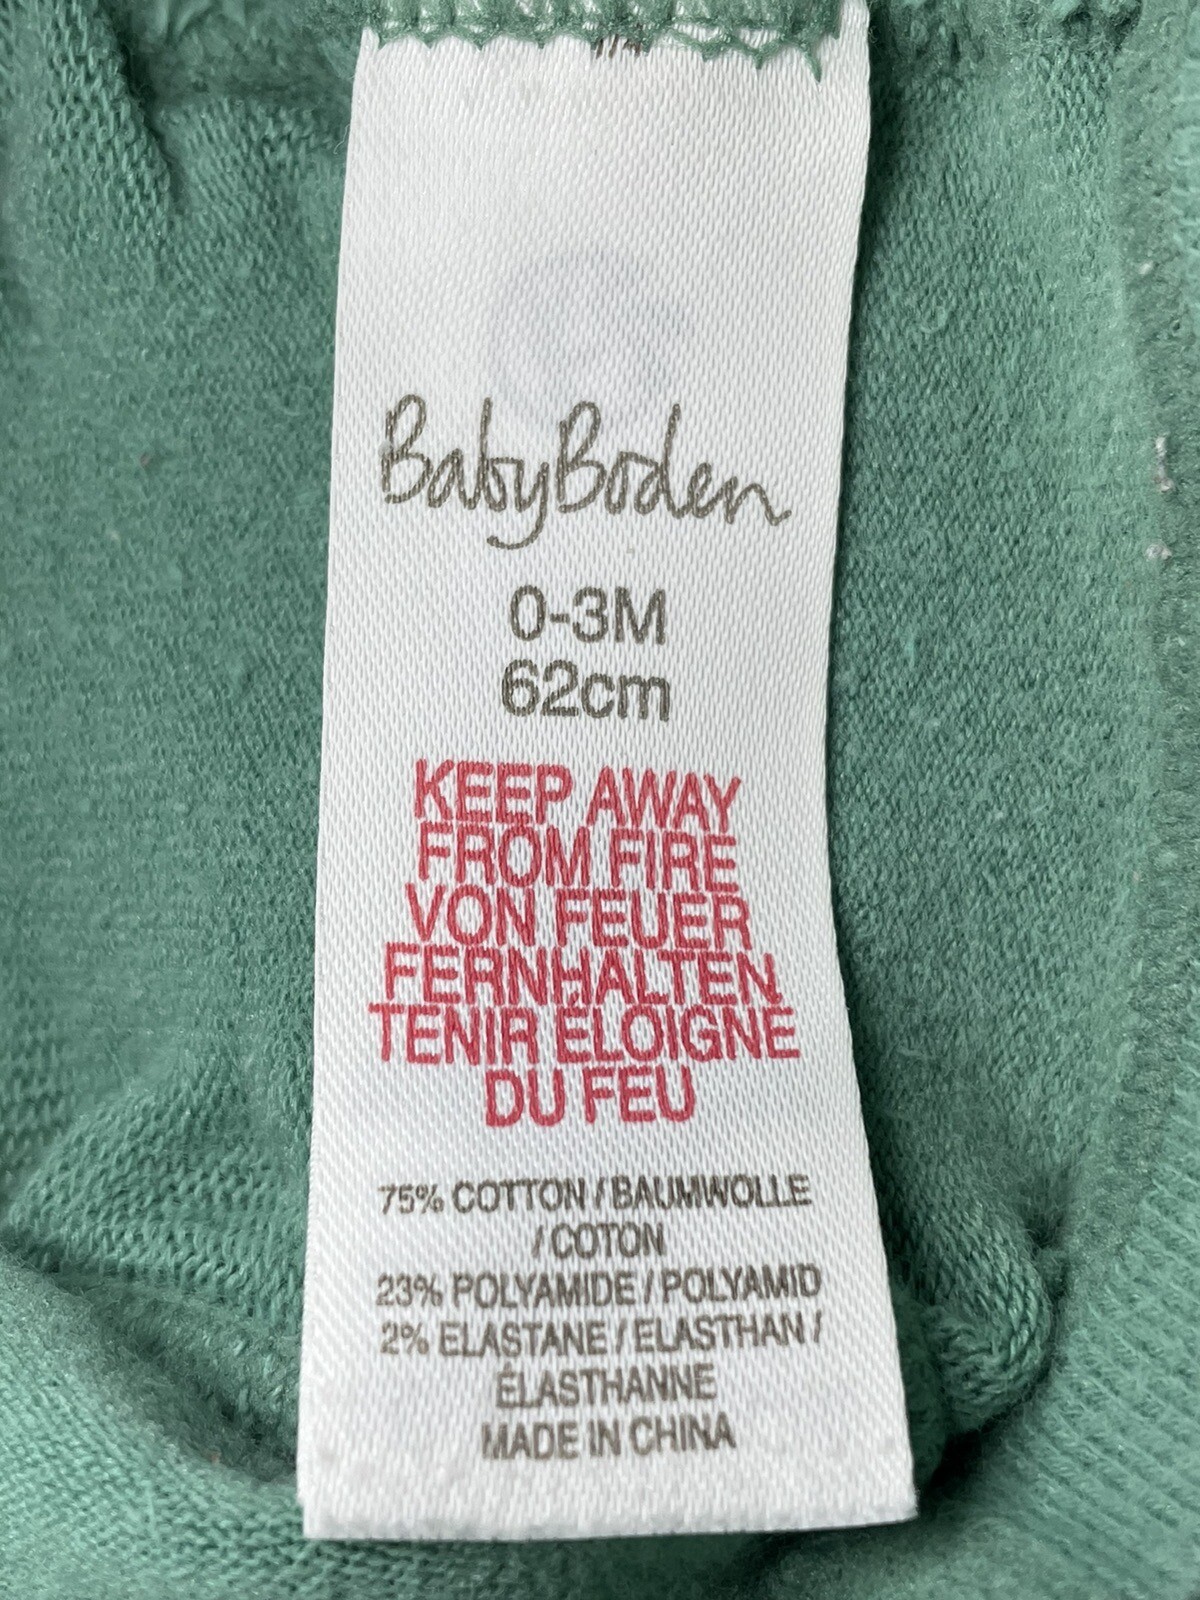 BabyBoden
0-3M
62cm
KEEP AWAY
FROM FIRE
VON FEUER
FERNHALTEN
TENIR ÉLOIGNÉ
DU FEU
75% COTTON / BAUMWOLLE
/ COTON
23% POLYAMIDE / POLYAMID
2% ELASTANE / ELASTHAN /
ÉLASTHANNE
MADE IN CHINA